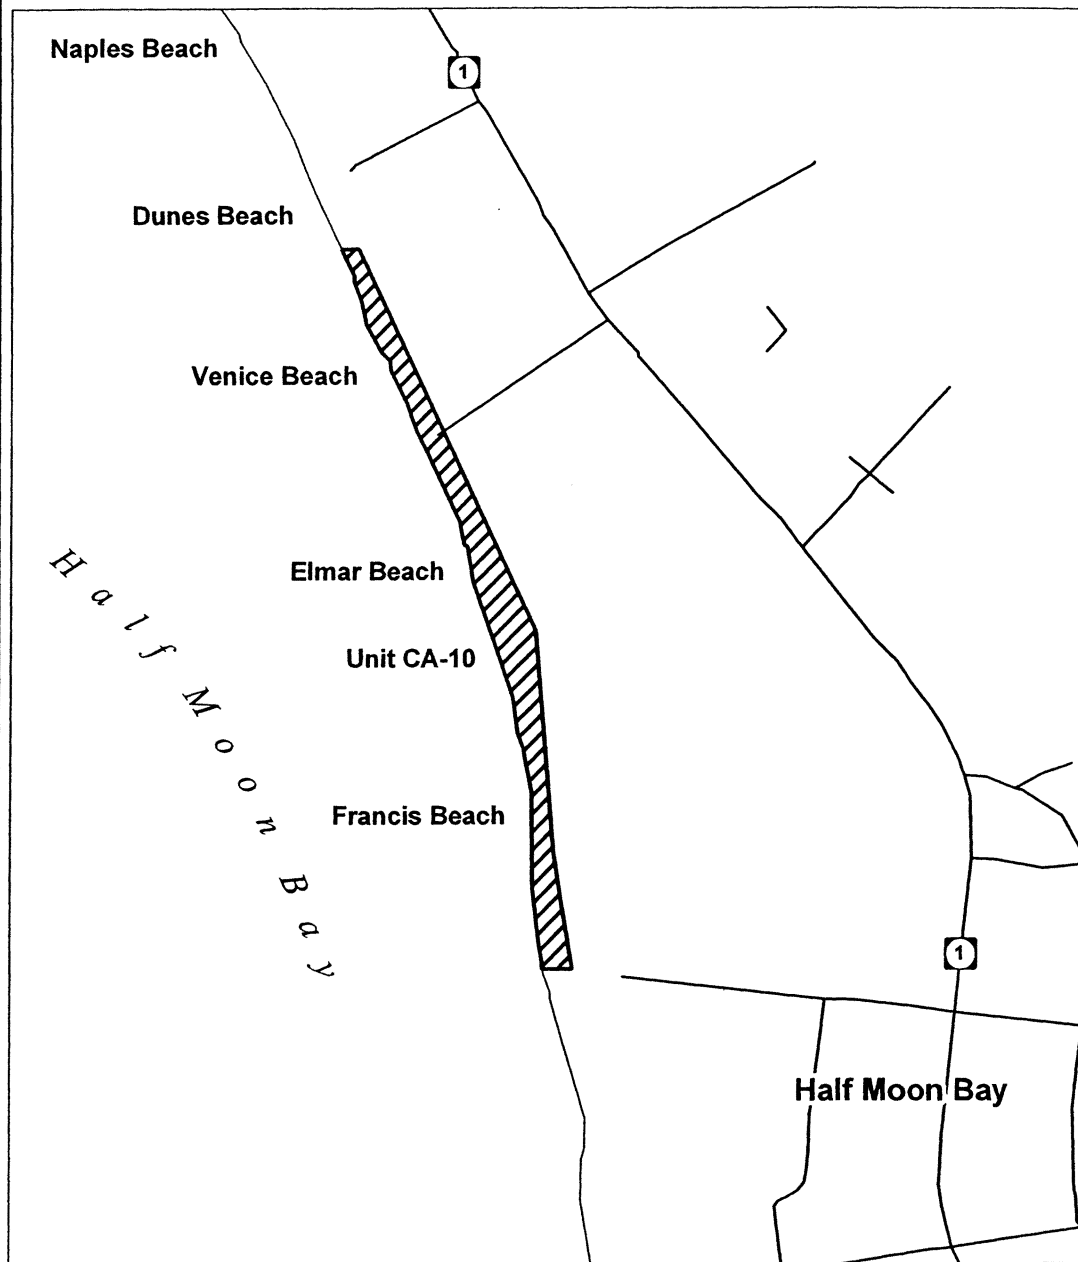 Naples Beach
1
Dunes Beach
Venice Beach
Elmar Beach
Half Moon Bay
Unit CA-10
Francis Beach
1
Half Moon Bay